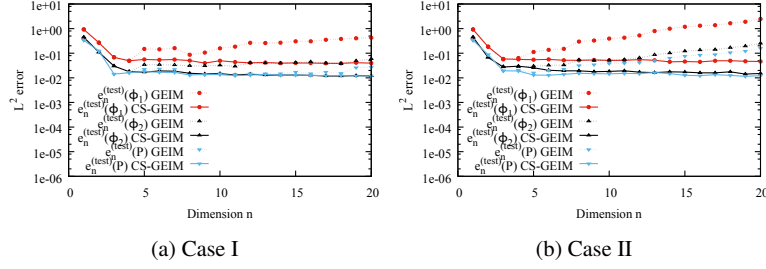 1e+00
1e-01
1e-02
1e-03
1e-04
1e-05
1e-06
L² error
e_n^(test)(ϕ₁) GEIM
e_n^(test)(ϕ₁) CS-GEIM
e_n^(test)(ϕ₂) GEIM
e_n^(test)(ϕ₂) CS-GEIM
e_n^(test)(P) GEIM
e_n^(test)(P) CS-GEIM
0 5 10 15 20
Dimension n
(a) Case I
1e+00
1e-01
1e-02
1e-03
1e-04
1e-05
1e-06
L² error
e_n^(test)(ϕ₁) GEIM
e_n^(test)(ϕ₁) CS-GEIM
e_n^(test)(ϕ₂) GEIM
e_n^(test)(ϕ₂) CS-GEIM
e_n^(test)(P) GEIM
e_n^(test)(P) CS-GEIM
0 5 10 15 20
Dimension n
(b) Case II